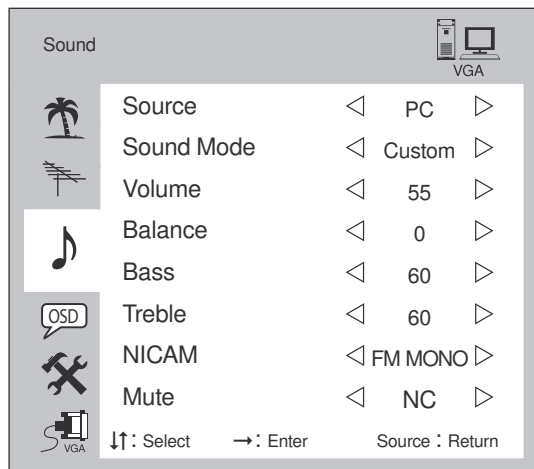 Sound
VGA
Source ◁ PC ▷
Sound Mode ◁ Custom ▷
Volume ◁ 55 ▷
Balance ◁ 0 ▷
Bass ◁ 60 ▷
OSD
Treble ◁ 60 ▷
NICAM ◁ FM MONO ▷
Mute ◁ NC ▷
VGA
↓↑: Select →: Enter Source : Return